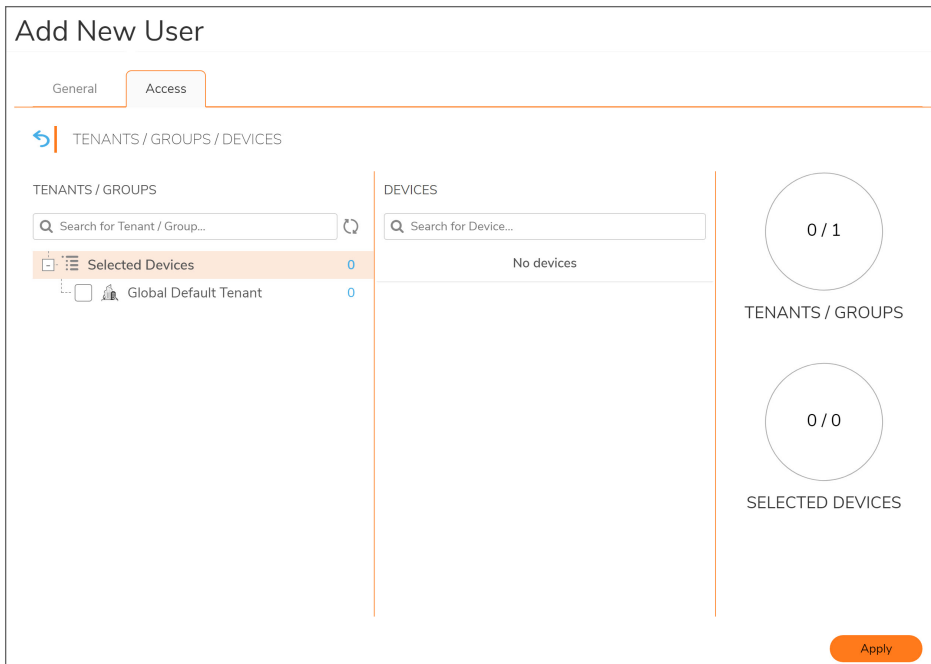 Add New User
General
Access
TENANTS / GROUPS / DEVICES
TENANTS / GROUPS
Search for Tenant / Group...
Selected Devices 0
Global Default Tenant 0
DEVICES
Search for Device...
No devices
0 / 1
TENANTS / GROUPS
0 / 0
SELECTED DEVICES
Apply